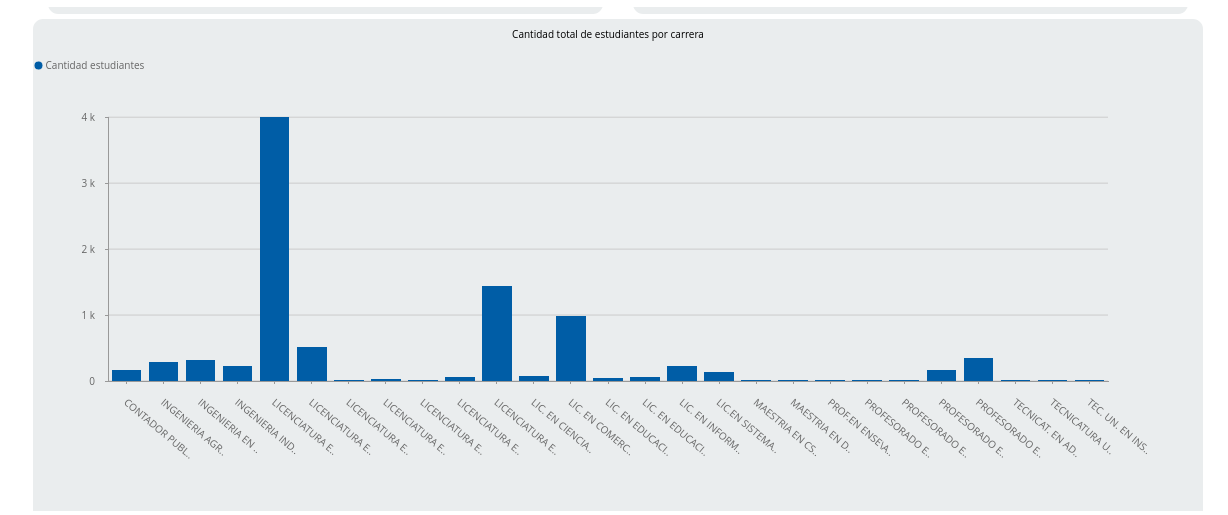 Cantidad total de estudiantes por carrera
Cantidad estudiantes
4 k
3 k
2 k
1 k
0
CONTADOR PUBL..
INGENIERIA AGR..
INGENIERIA EN ..
INGENIERIA IND..
LICENCIATURA E..
LICENCIATURA E..
LICENCIATURA E..
LICENCIATURA E..
LICENCIATURA E..
LICENCIATURA E..
LICENCIATURA E..
LIC. EN CIENCIA..
LIC. EN COMERC..
LIC. EN EDUCACI..
LIC. EN EDUCACI..
LIC. EN INFORM..
LIC.EN SISTEMA..
MAESTRIA EN CS..
MAESTRIA EN D..
PROF.EN ENSEÑA..
PROFESORADO E..
PROFESORADO E..
PROFESORADO E..
PROFESORADO E..
TECNICAT. EN AD..
TECNICATURA U..
TEC. UN. EN INS..